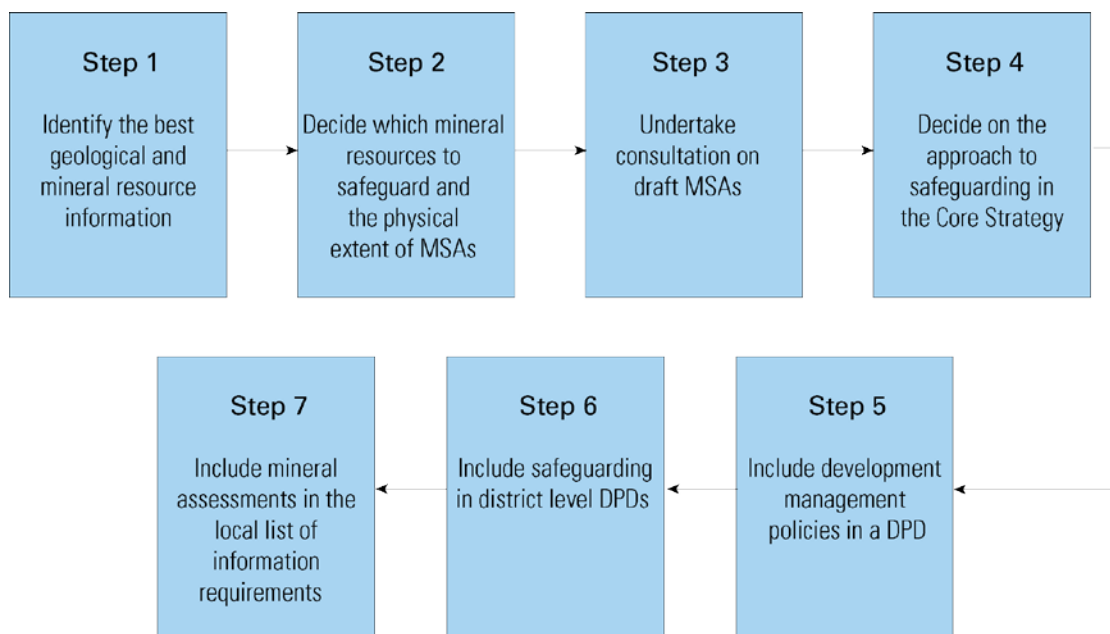 Step 1
Identify the best
geological and
mineral resource
information
Step 2
Decide which mineral
resources to
safeguard and
the physical
extent of MSAs
Step 3
Undertake
consultation on
draft MSAs
Step 4
Decide on the
approach to
safeguarding in
the Core Strategy
Step 5
Include development
management
policies in a DPD
Step 6
Include safeguarding
in district level DPDs
Step 7
Include mineral
assessments in the
local list of
information
requirements